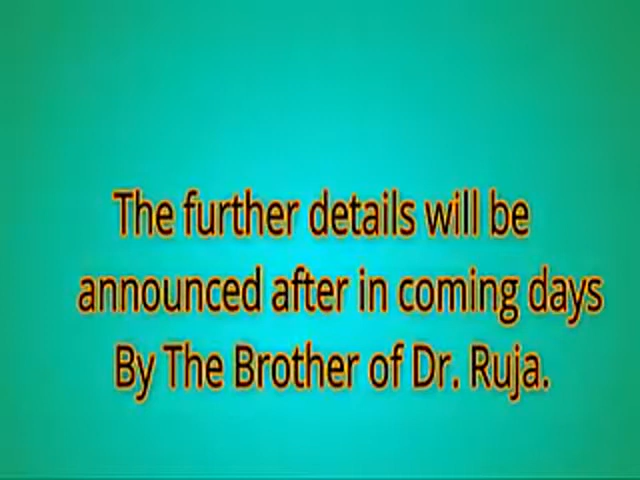 The further details will be
announced after in coming days
By The Brother of Dr. Ruja.